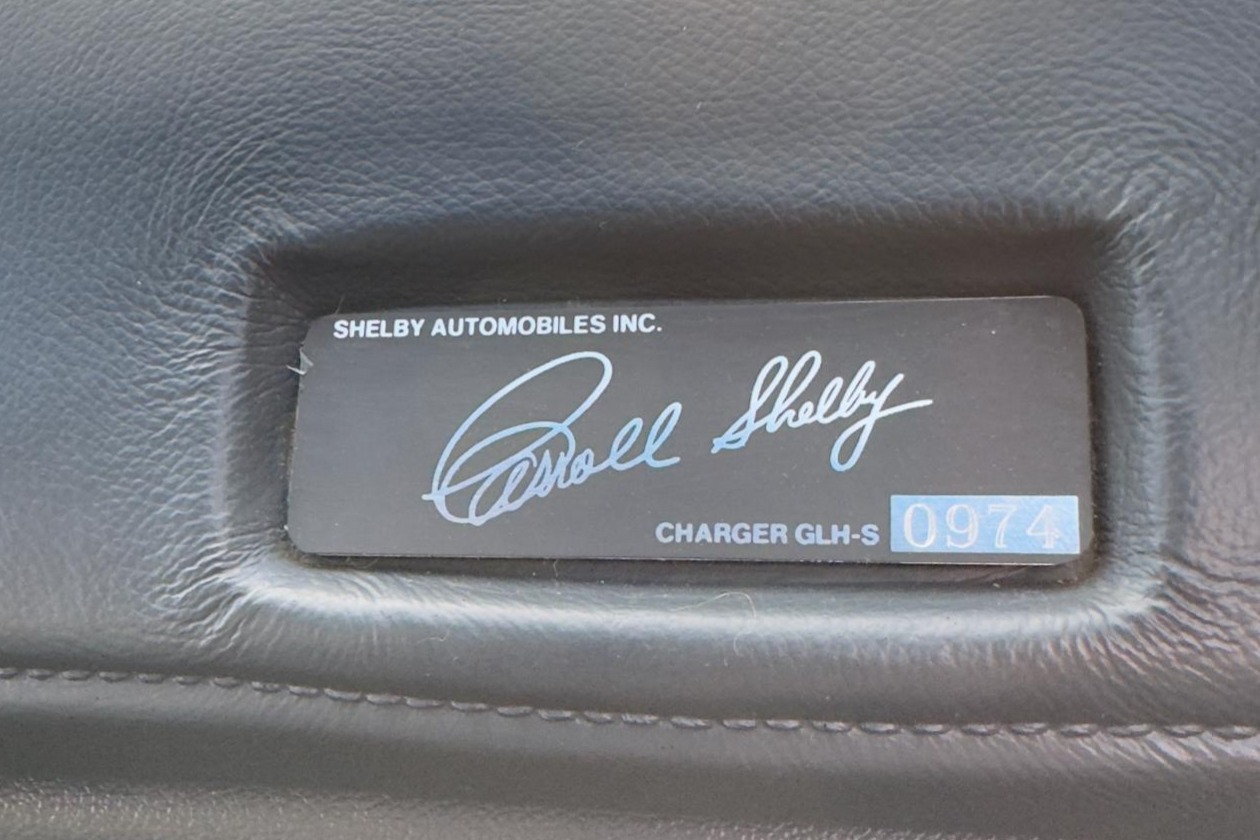 SHELBY AUTOMOBILES INC.
Carroll Shelby
CHARGER GLH-S 0974